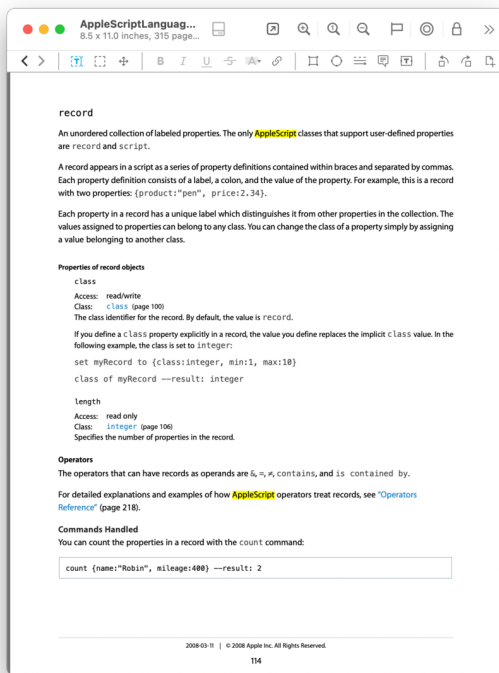 AppleScriptLanguag...
8.5 x 11.0 inches, 315 page...
B I U S A
record
An unordered collection of labeled properties. The only AppleScript classes that support user-defined properties
are record and script.
A record appears in a script as a series of property definitions contained within braces and separated by commas.
Each property definition consists of a label, a colon, and the value of the property. For example, this is a record
with two properties: {product:"pen", price:2.34}.
Each property in a record has a unique label which distinguishes it from other properties in the collection. The
values assigned to properties can belong to any class. You can change the class of a property simply by assigning
a value belonging to another class.
Properties of record objects
class
Access: read/write
Class: class (page 100)
The class identifier for the record. By default, the value is record.
If you define a class property explicitly in a record, the value you define replaces the implicit class value. In the
following example, the class is set to integer:
set myRecord to {class:integer, min:1, max:10}
class of myRecord --result: integer
length
Access: read only
Class: integer (page 106)
Specifies the number of properties in the record.
Operators
The operators that can have records as operands are &, =, ≠, contains, and is contained by.
For detailed explanations and examples of how AppleScript operators treat records, see "Operators
Reference" (page 218).
Commands Handled
You can count the properties in a record with the count command:
count {name:"Robin", mileage:400} --result: 2
2008-03-11 | © 2008 Apple Inc. All Rights Reserved.
114